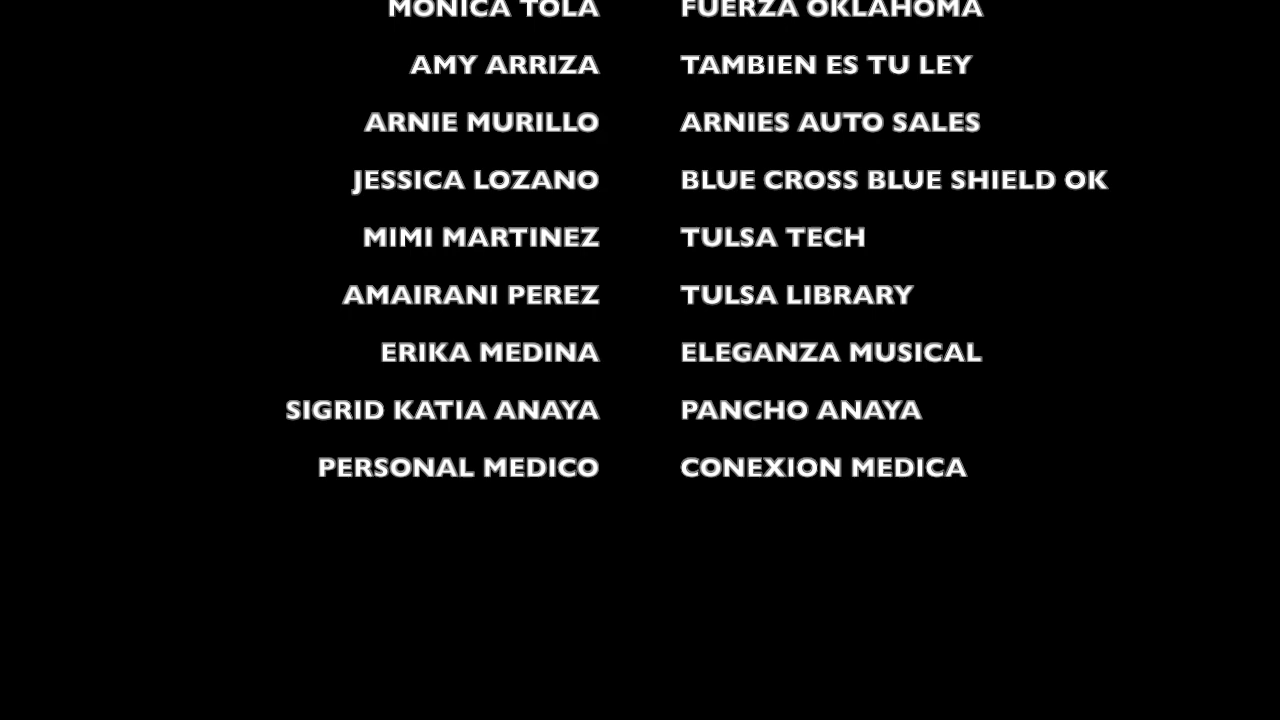 MONICA TOLA FUERZA OKLAHOMA
AMY ARRIZA TAMBIEN ES TU LEY
ARNIE MURILLO ARNIES AUTO SALES
JESSICA LOZANO BLUE CROSS BLUE SHIELD OK
MIMI MARTINEZ TULSA TECH
AMAIRANI PEREZ TULSA LIBRARY
ERIKA MEDINA ELEGANZA MUSICAL
SIGRID KATIA ANAYA PANCHO ANAYA
PERSONAL MEDICO CONEXION MEDICA